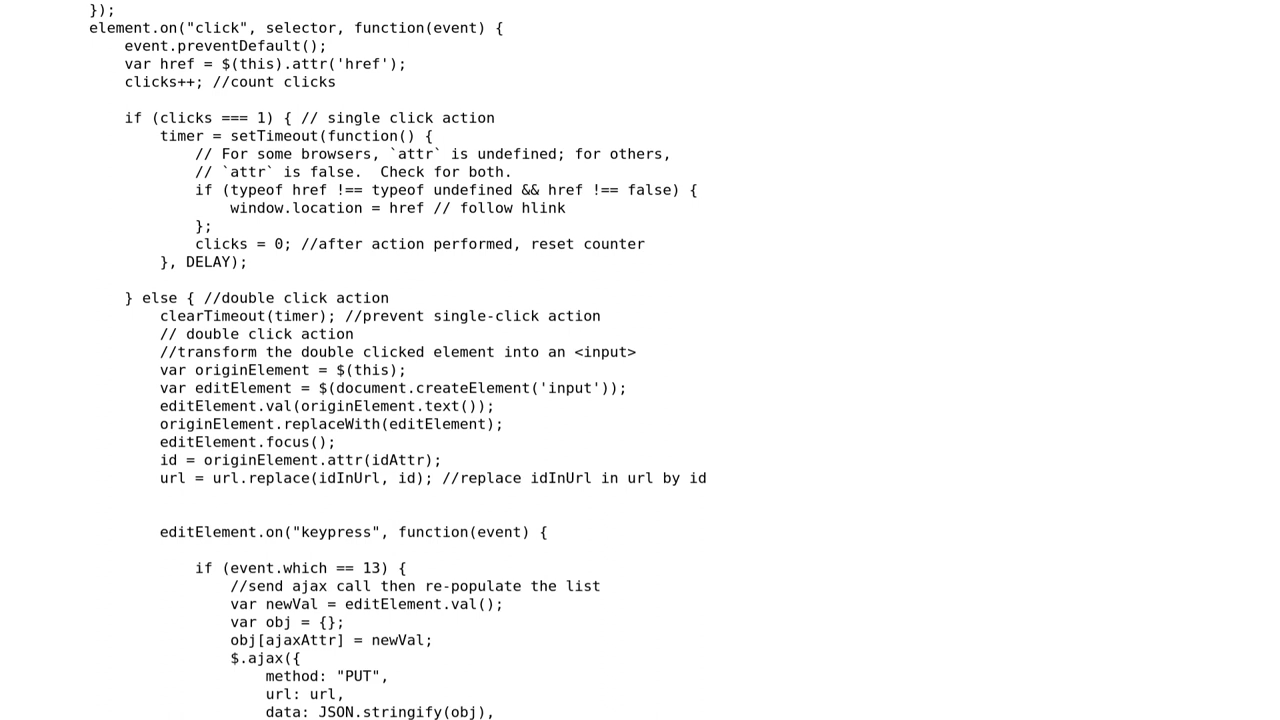 });
element.on("click", selector, function(event) {
    event.preventDefault();
    var href = $(this).attr('href');
    clicks++; //count clicks

    if (clicks === 1) { // single click action
        timer = setTimeout(function() {
            // For some browsers, `attr` is undefined; for others,
            // `attr` is false.  Check for both.
            if (typeof href !== typeof undefined && href !== false) {
                window.location = href // follow hlink
            };
            clicks = 0; //after action performed, reset counter
        }, DELAY);

    } else { //double click action
        clearTimeout(timer); //prevent single-click action
        // double click action
        //transform the double clicked element into an <input>
        var originElement = $(this);
        var editElement = $(document.createElement('input'));
        editElement.val(originElement.text());
        originElement.replaceWith(editElement);
        editElement.focus();
        id = originElement.attr(idAttr);
        url = url.replace(idInUrl, id); //replace idInUrl in url by id


        editElement.on("keypress", function(event) {

            if (event.which == 13) {
                //send ajax call then re-populate the list
                var newVal = editElement.val();
                var obj = {};
                obj[ajaxAttr] = newVal;
                $.ajax({
                    method: "PUT",
                    url: url,
                    data: JSON.stringify(obj),